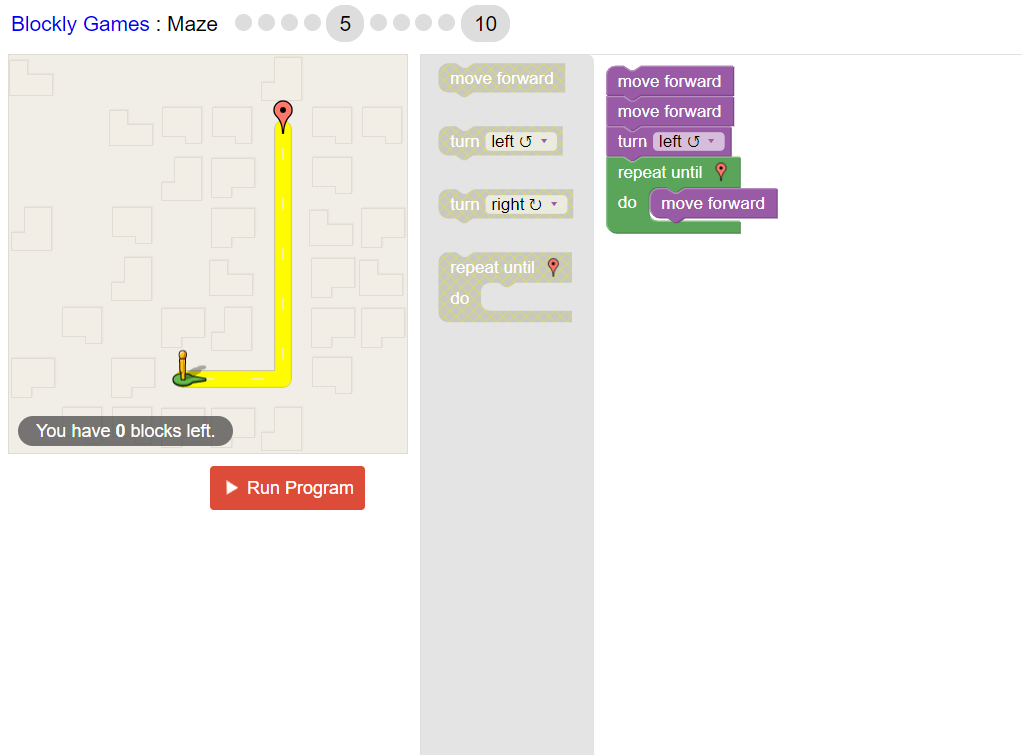 Blockly Games : Maze 5 10
move forward
turn left ↺
turn right ↻
repeat until
do
move forward
move forward
turn left ↺
repeat until
do move forward
You have 0 blocks left.
Run Program